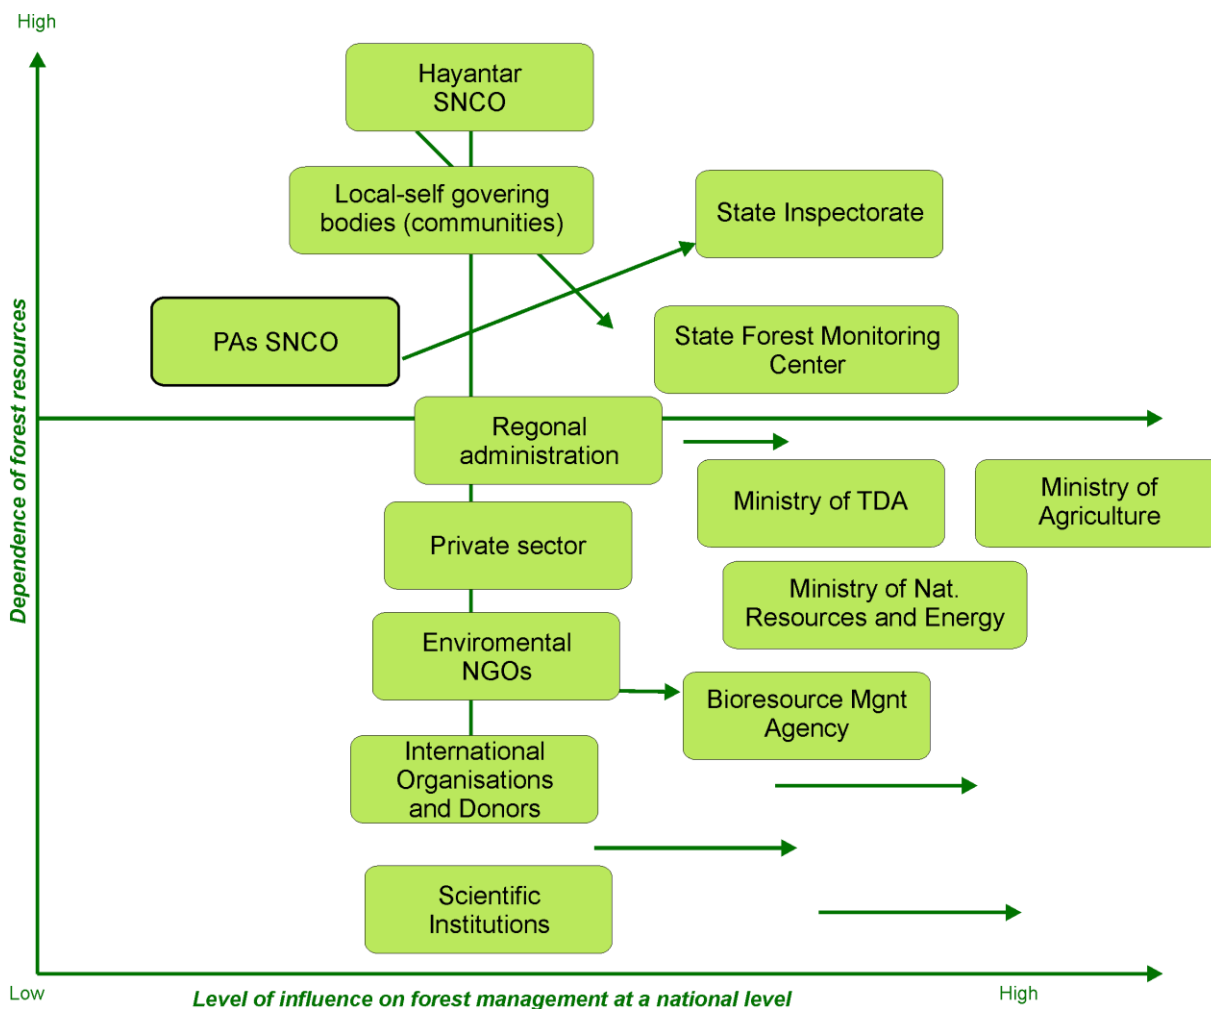 High
Hayantar
SNCO
Local-self govering
bodies (communities)
State Inspectorate
PAs SNCO
State Forest Monitoring
Center
Dependence of forest resources
Regonal
administration
Ministry of TDA
Ministry of
Agriculture
Private sector
Ministry of Nat.
Resources and Energy
Enviromental
NGOs
Bioresource Mgnt
Agency
International
Organisations
and Donors
Scientific
Institutions
Low
Level of influence on forest management at a national level
High